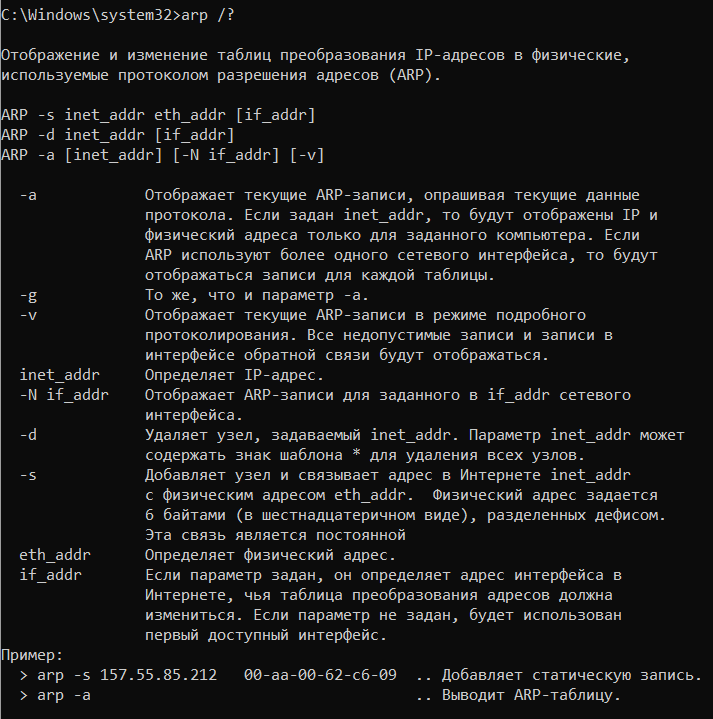 C:\Windows\system32>arp /?
Отображение и изменение таблиц преобразования IP-адресов в физические,
используемые протоколом разрешения адресов (ARP).
ARP -s inet_addr eth_addr [if_addr]
ARP -d inet_addr [if_addr]
ARP -a [inet_addr] [-N if_addr] [-v]
-a Отображает текущие ARP-записи, опрашивая текущие данные
протокола. Если задан inet_addr, то будут отображены IP и
физический адреса только для заданного компьютера. Если
ARP используют более одного сетевого интерфейса, то будут
отображаться записи для каждой таблицы.
-g То же, что и параметр -a.
-v Отображает текущие ARP-записи в режиме подробного
протоколирования. Все недопустимые записи и записи в
интерфейсе обратной связи будут отображаться.
inet_addr Определяет IP-адрес.
-N if_addr Отображает ARP-записи для заданного в if_addr сетевого
интерфейса.
-d Удаляет узел, задаваемый inet_addr. Параметр inet_addr может
содержать знак шаблона * для удаления всех узлов.
-s Добавляет узел и связывает адрес в Интернете inet_addr
с физическим адресом eth_addr. Физический адрес задается
6 байтами (в шестнадцатеричном виде), разделенных дефисом.
Эта связь является постоянной
eth_addr Определяет физический адрес.
if_addr Если параметр задан, он определяет адрес интерфейса в
Интернете, чья таблица преобразования адресов должна
измениться. Если параметр не задан, будет использован
первый доступный интерфейс.
Пример:
> arp -s 157.55.85.212 00-aa-00-62-c6-09 .. Добавляет статическую запись.
> arp -a .. Выводит ARP-таблицу.